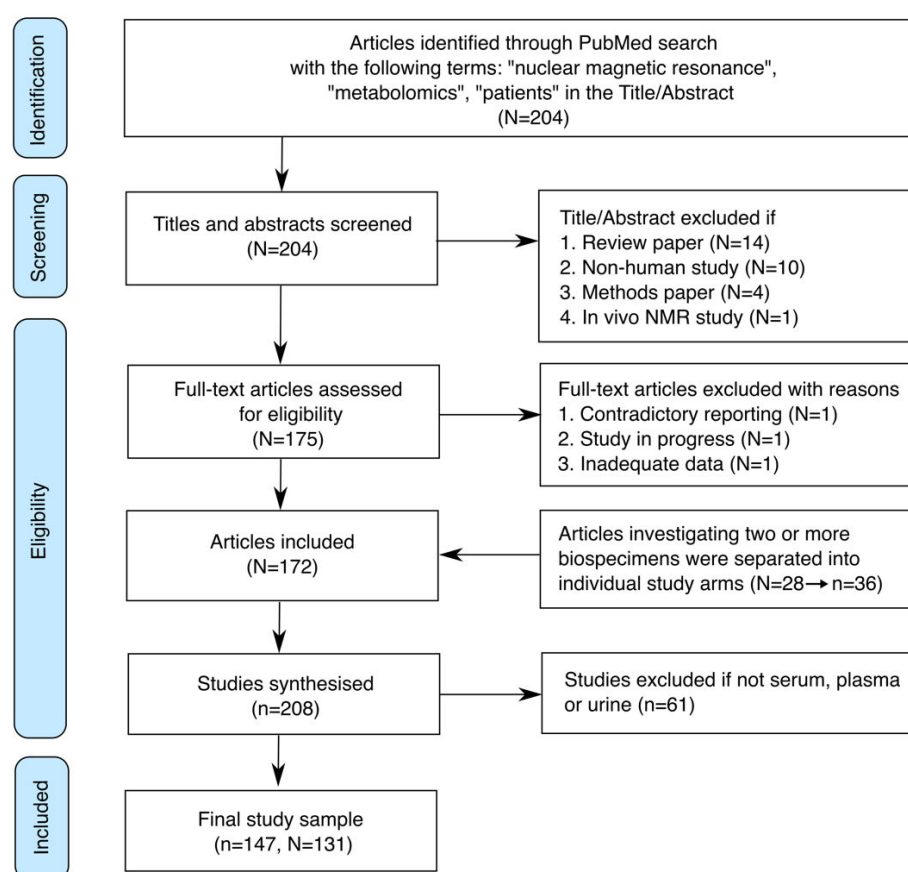 Identification
Articles identified through PubMed search
with the following terms: "nuclear magnetic resonance",
"metabolomics", "patients" in the Title/Abstract
(N=204)
Screening
Titles and abstracts screened
(N=204)
Title/Abstract excluded if
1. Review paper (N=14)
2. Non-human study (N=10)
3. Methods paper (N=4)
4. In vivo NMR study (N=1)
Eligibility
Full-text articles assessed
for eligibility
(N=175)
Full-text articles excluded with reasons
1. Contradictory reporting (N=1)
2. Study in progress (N=1)
3. Inadequate data (N=1)
Articles included
(N=172)
Articles investigating two or more
biospecimens were separated into
individual study arms (N=28→n=36)
Studies synthesised
(n=208)
Studies excluded if not serum, plasma
or urine (n=61)
Included
Final study sample
(n=147, N=131)